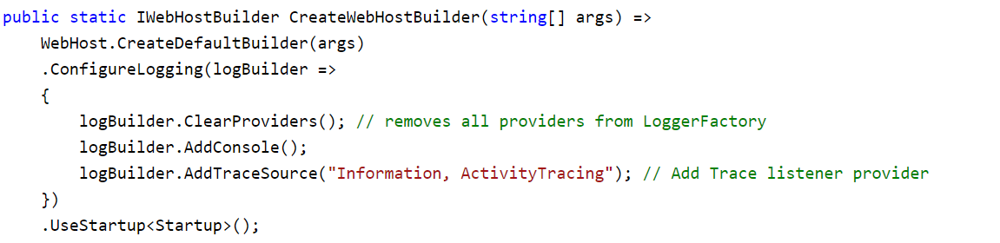 public static IWebHostBuilder CreateWebHostBuilder(string[] args) =>
    WebHost.CreateDefaultBuilder(args)
    .ConfigureLogging(logBuilder =>
    {
        logBuilder.ClearProviders(); // removes all providers from LoggerFactory
        logBuilder.AddConsole();
        logBuilder.AddTraceSource("Information, ActivityTracing"); // Add Trace listener provider
    })
    .UseStartup<Startup>();